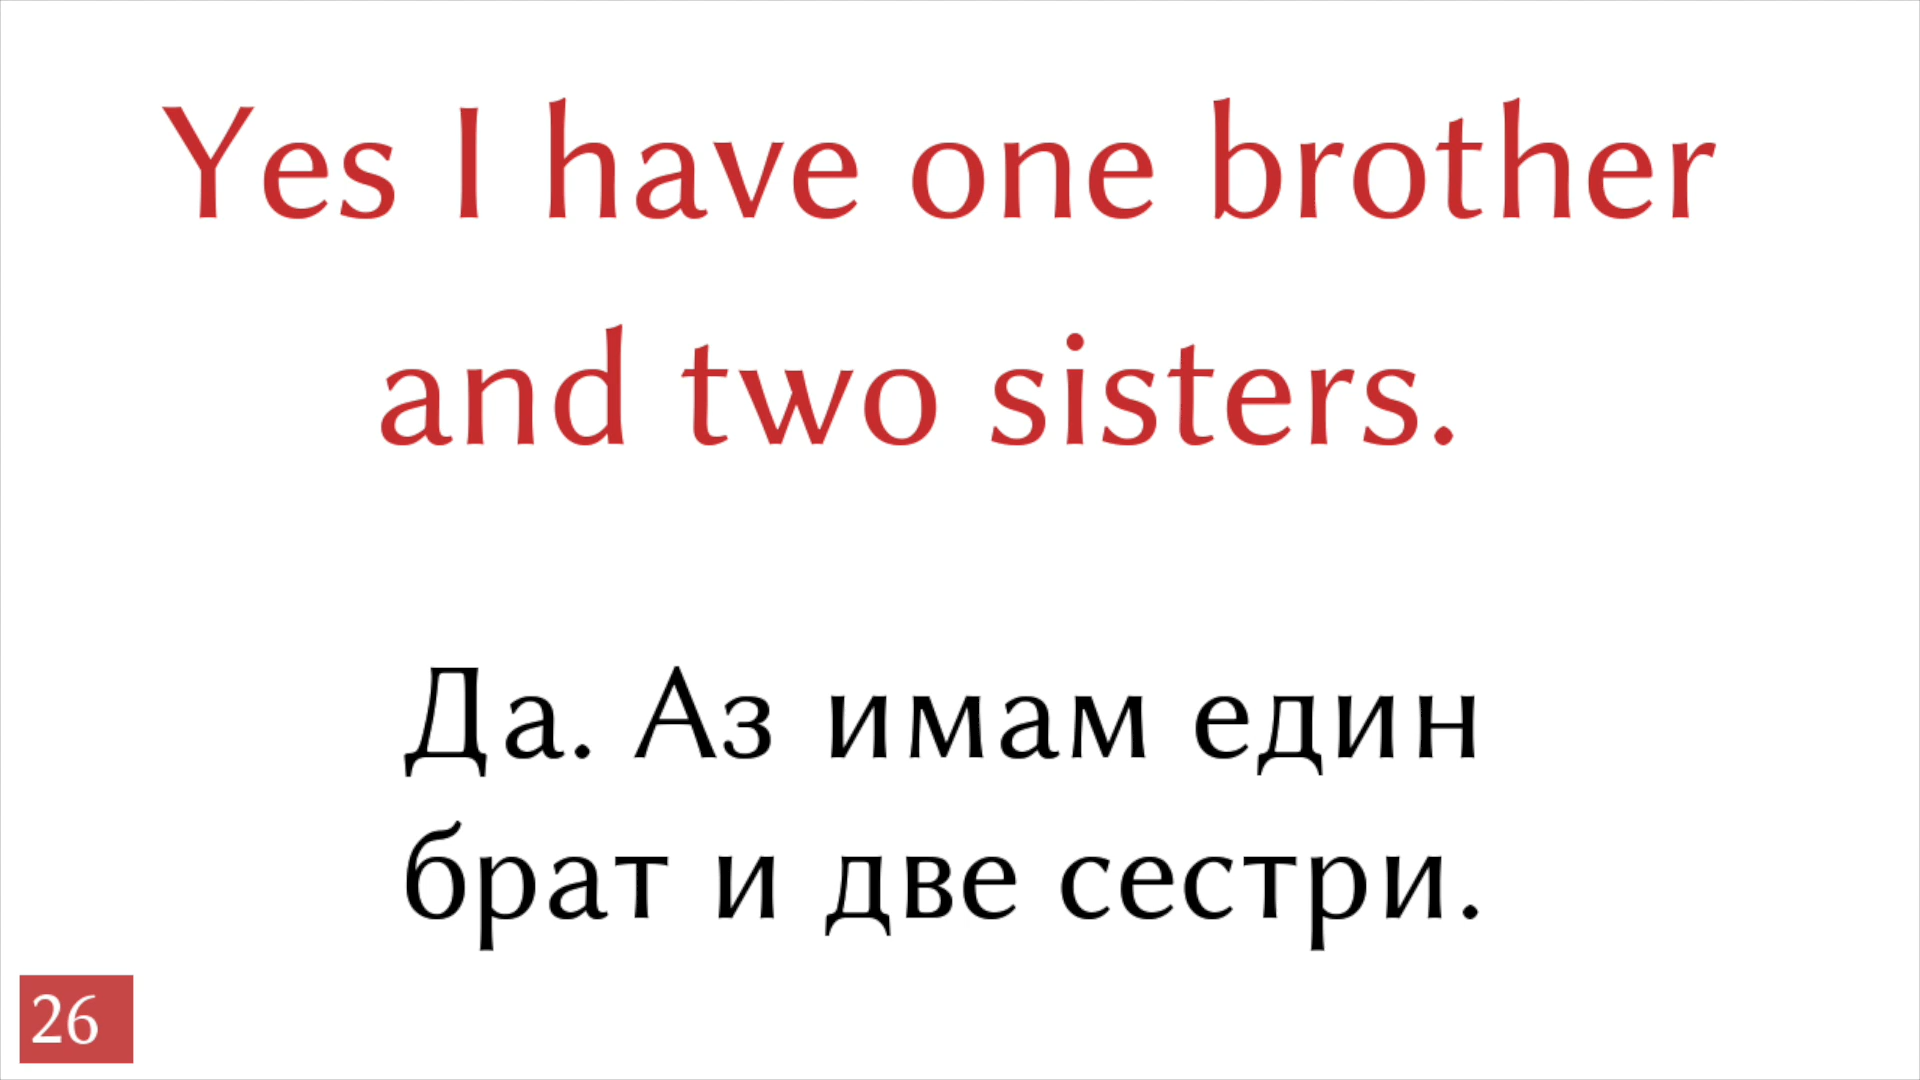 Yes I have one brother
and two sisters.
Да. Аз имам един
брат и две сестри.
26